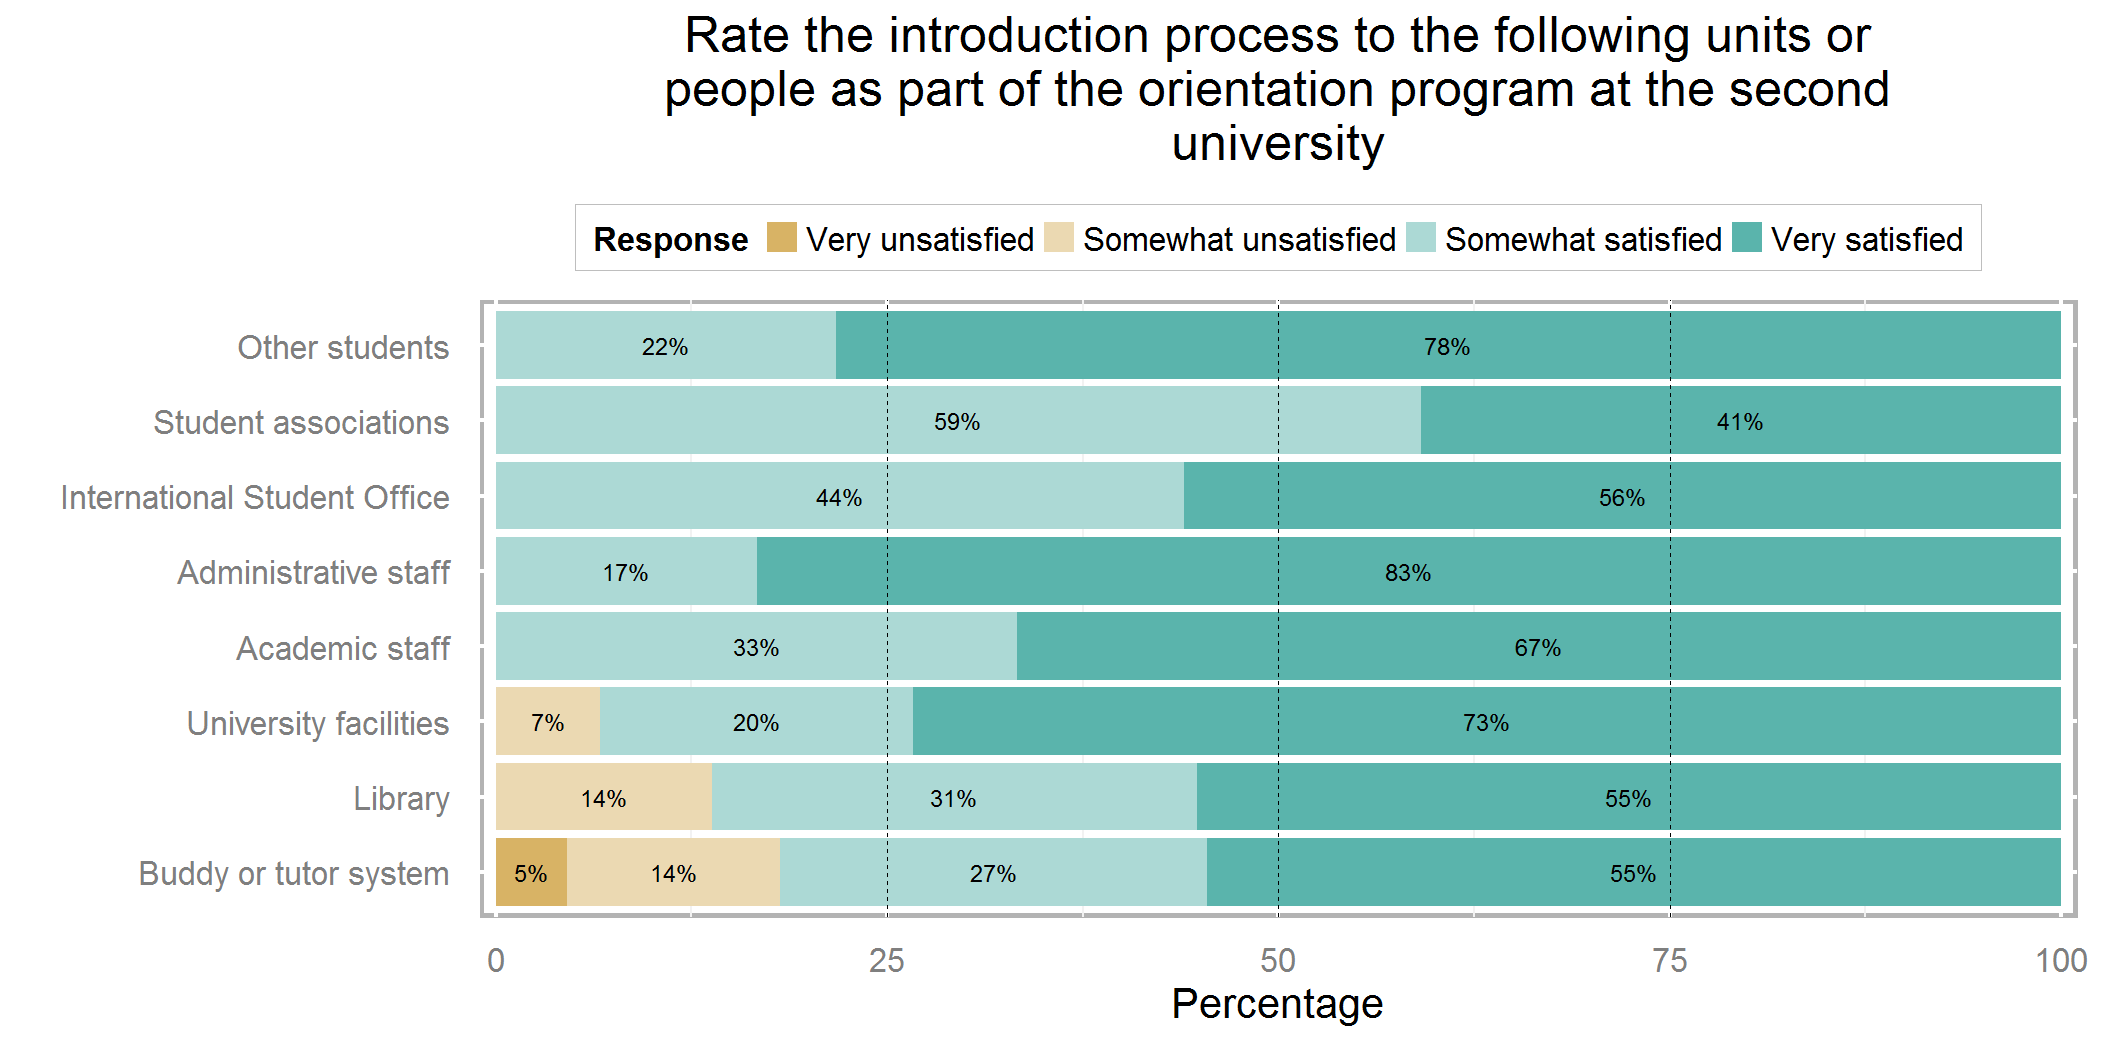 Rate the introduction process to the following units or
people as part of the orientation program at the second
university
Response Very unsatisfied Somewhat unsatisfied Somewhat satisfied Very satisfied
Other students 22% 78%
Student associations 59% 41%
International Student Office 44% 56%
Administrative staff 17% 83%
Academic staff 33% 67%
University facilities 7% 20% 73%
Library 14% 31% 55%
Buddy or tutor system 5% 14% 27% 55%
0 25 50 75 100
Percentage